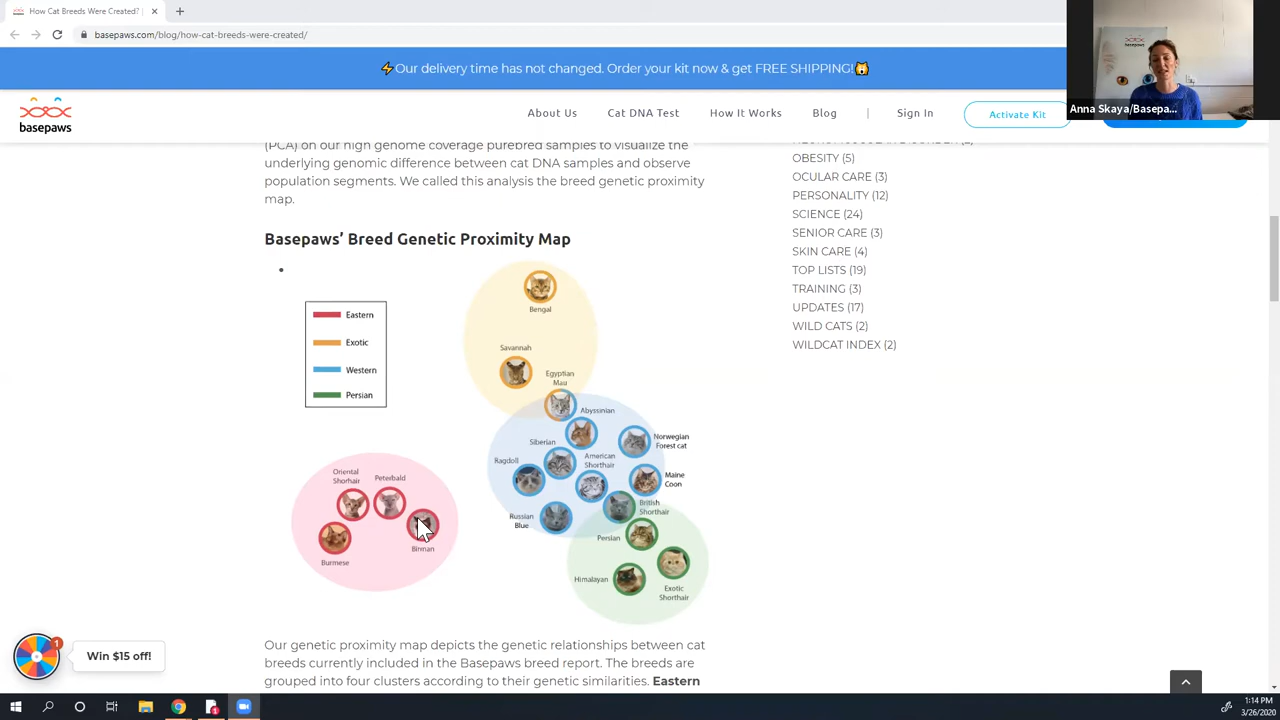 How Cat Breeds Were Created?
basepaws.com/blog/how-cat-breeds-were-created/
⚡Our delivery time has not changed. Order your kit now & get FREE SHIPPING!🙀
basepaws
Anna Skaya/Basepa...
basepaws
About Us
Cat DNA Test
How It Works
Blog
Sign In
Activate Kit
(PCA) on our high genome coverage purebred samples to visualize the
underlying genomic difference between cat DNA samples and observe
population segments. We called this analysis the breed genetic proximity
map.
OBESITY (5)
OCULAR CARE (3)
PERSONALITY (12)
SCIENCE (24)
SENIOR CARE (3)
SKIN CARE (4)
TOP LISTS (19)
TRAINING (3)
UPDATES (17)
WILD CATS (2)
WILDCAT INDEX (2)
Basepaws' Breed Genetic Proximity Map
Eastern
Exotic
Western
Persian
Bengal
Savannah
Egyptian
Mau
Abyssinian
Siberian
Norwegian
Forest cat
Ragdoll
American
Shorthair
Maine
Coon
Russian
Blue
British
Shorthair
Persian
Himalayan
Exotic
Shorthair
Oriental
Shorhair
Peterbald
Birman
Burmese
Our genetic proximity map depicts the genetic relationships between cat
breeds currently included in the Basepaws breed report. The breeds are
grouped into four clusters according to their genetic similarities. Eastern
1
Win $15 off!
1:14 PM
3/26/2020